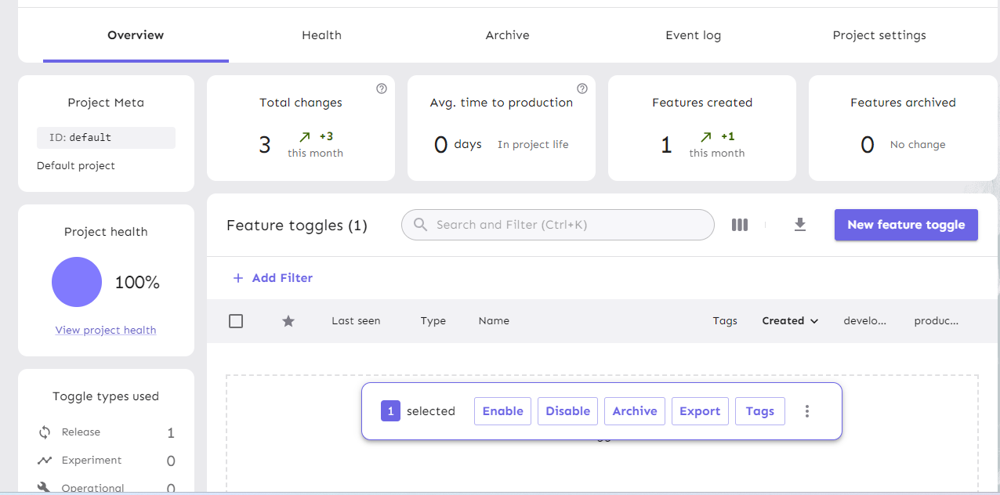 Overview Health Archive Event log Project settings
Project Meta
ID: default
Default project
Total changes
3 +3
this month
Avg. time to production
0 days In project life
Features created
1 +1
this month
Features archived
0 No change
Project health
100%
View project health
Toggle types used
Release 1
Experiment 0
Operational 0
Feature toggles (1) Search and Filter (Ctrl+K) New feature toggle
+ Add Filter
Last seen Type Name Tags Created develo... produc...
1 selected Enable Disable Archive Export Tags